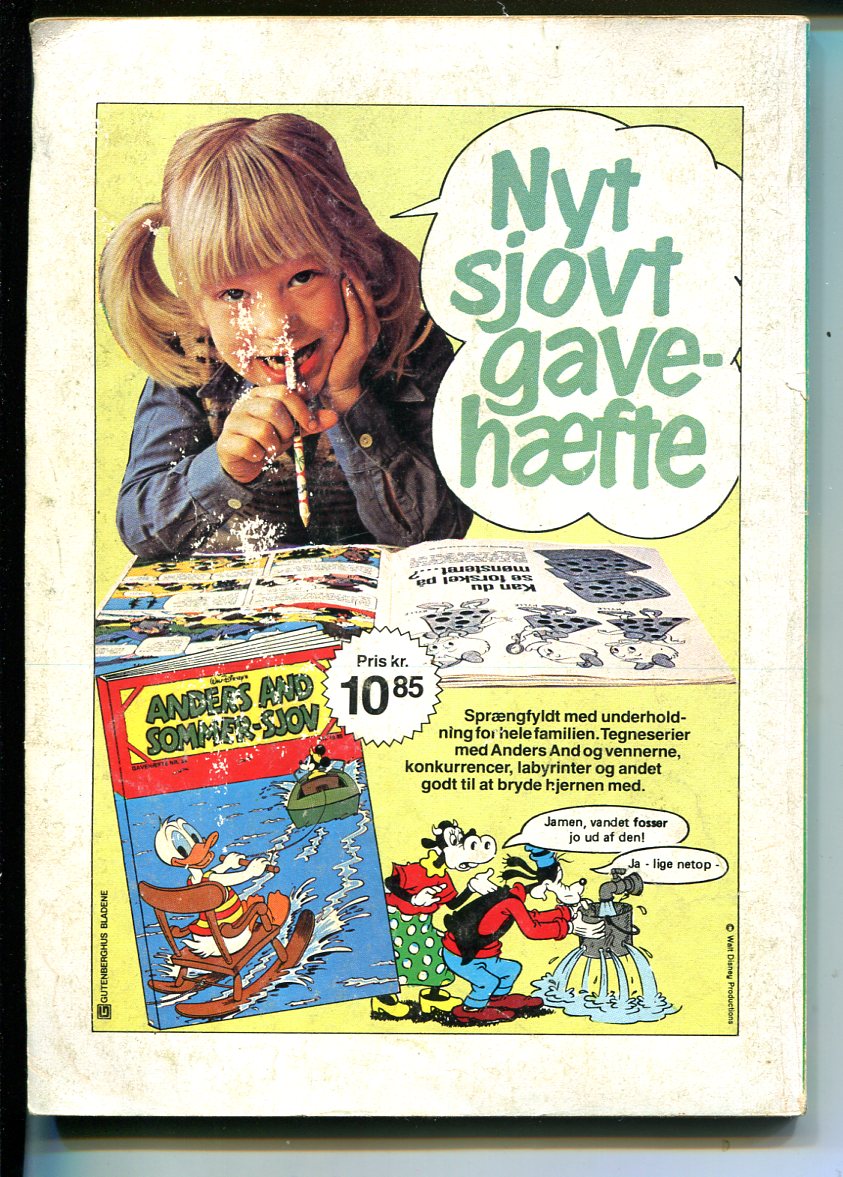 Nyt
sjovt
gave-
hæfte
Kan du
se forskel på
mønsteret...?
Pris kr.
10 85
Walt Disney's
ANDERS AND
SOMMER-SJOV
GAVEHÆFTE NR.
Sprængfyldt med underhold-
ning for hele familien. Tegneserier
med Anders And og vennerne,
konkurrencer, labyrinter og andet
godt til at bryde hjernen med.
Jamen, vandet fosser
jo ud af den!
Ja - lige netop -
GUTENBERGHUS BLADENE
© Walt Disney Productions